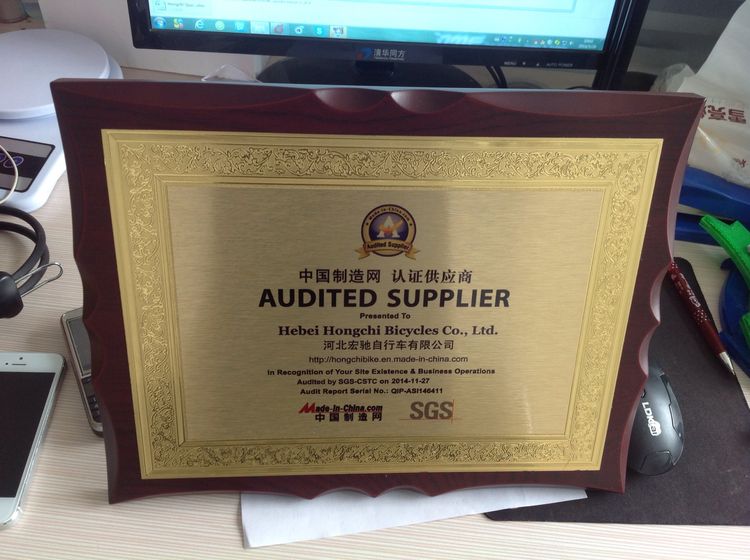 清华同方
MENU
AUTO POWER
Made-in-China.com
Audited Supplier
中国制造网 认证供应商
AUDITED SUPPLIER
Presented To
Hebei Hongchi Bicycles Co., Ltd.
河北宏驰自行车有限公司
http://hongchibike.en.made-in-china.com
in Recognition of Your Site Existence & Business Operations
Audited by SGS-CSTC on 2014-11-27
Audit Report Serial No.: QIP-ASI146411
Made-in-China.com
中国制造网
SGS